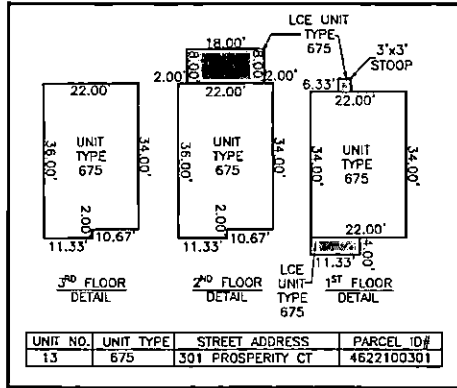 LCE UNIT
TYPE
675
3'x3'
STOOP
18.00'
8.00'
8.00'
2.00'
2.00'
6.33'
22.00'
22.00'
22.00'
36.00'
UNIT
TYPE
675
34.00'
36.00'
UNIT
TYPE
675
34.00'
34.00'
UNIT
TYPE
675
34.00'
2.00'
10.67'
11.33'
2.00'
10.67'
11.33'
22.00'
4.00'
11.33'
3RD FLOOR
DETAIL
2ND FLOOR
DETAIL
LCE
UNIT
TYPE
675
1ST FLOOR
DETAIL
UNIT NO. UNIT TYPE STREET ADDRESS PARCEL ID#
13 675 301 PROSPERITY CT 4622100301